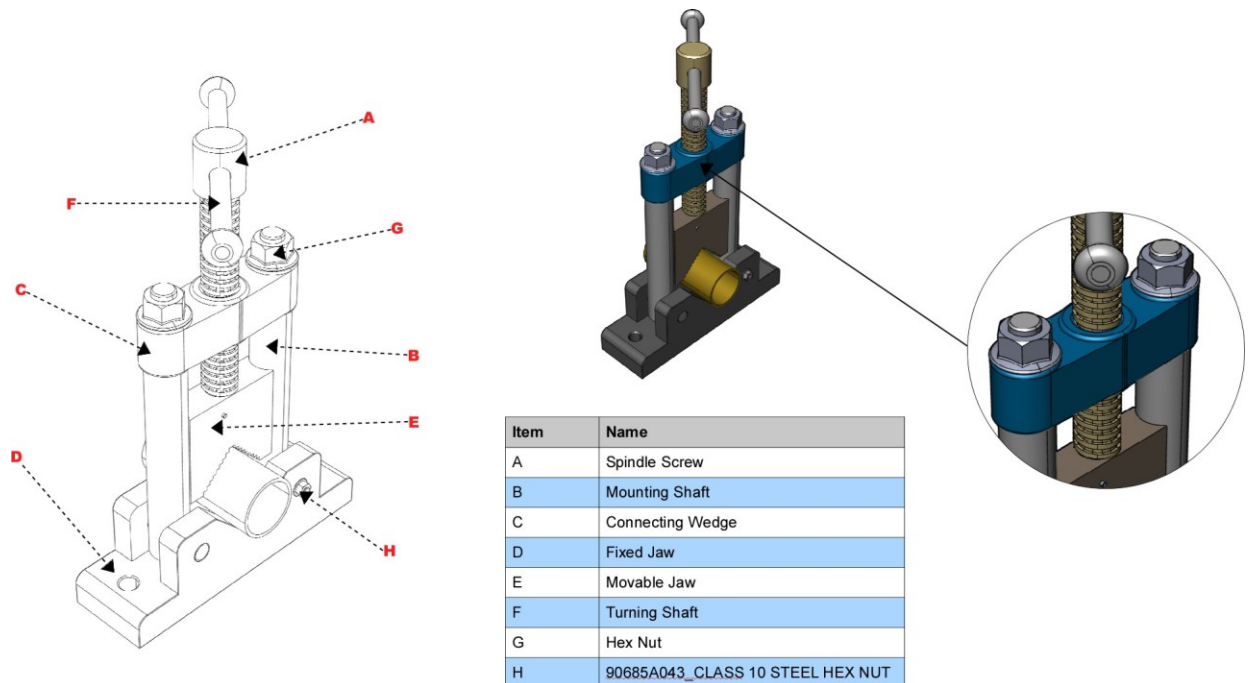 A
F
G
C
B
E
D
H
Item Name
A Spindle Screw
B Mounting Shaft
C Connecting Wedge
D Fixed Jaw
E Movable Jaw
F Turning Shaft
G Hex Nut
H 90685A043_CLASS 10 STEEL HEX NUT